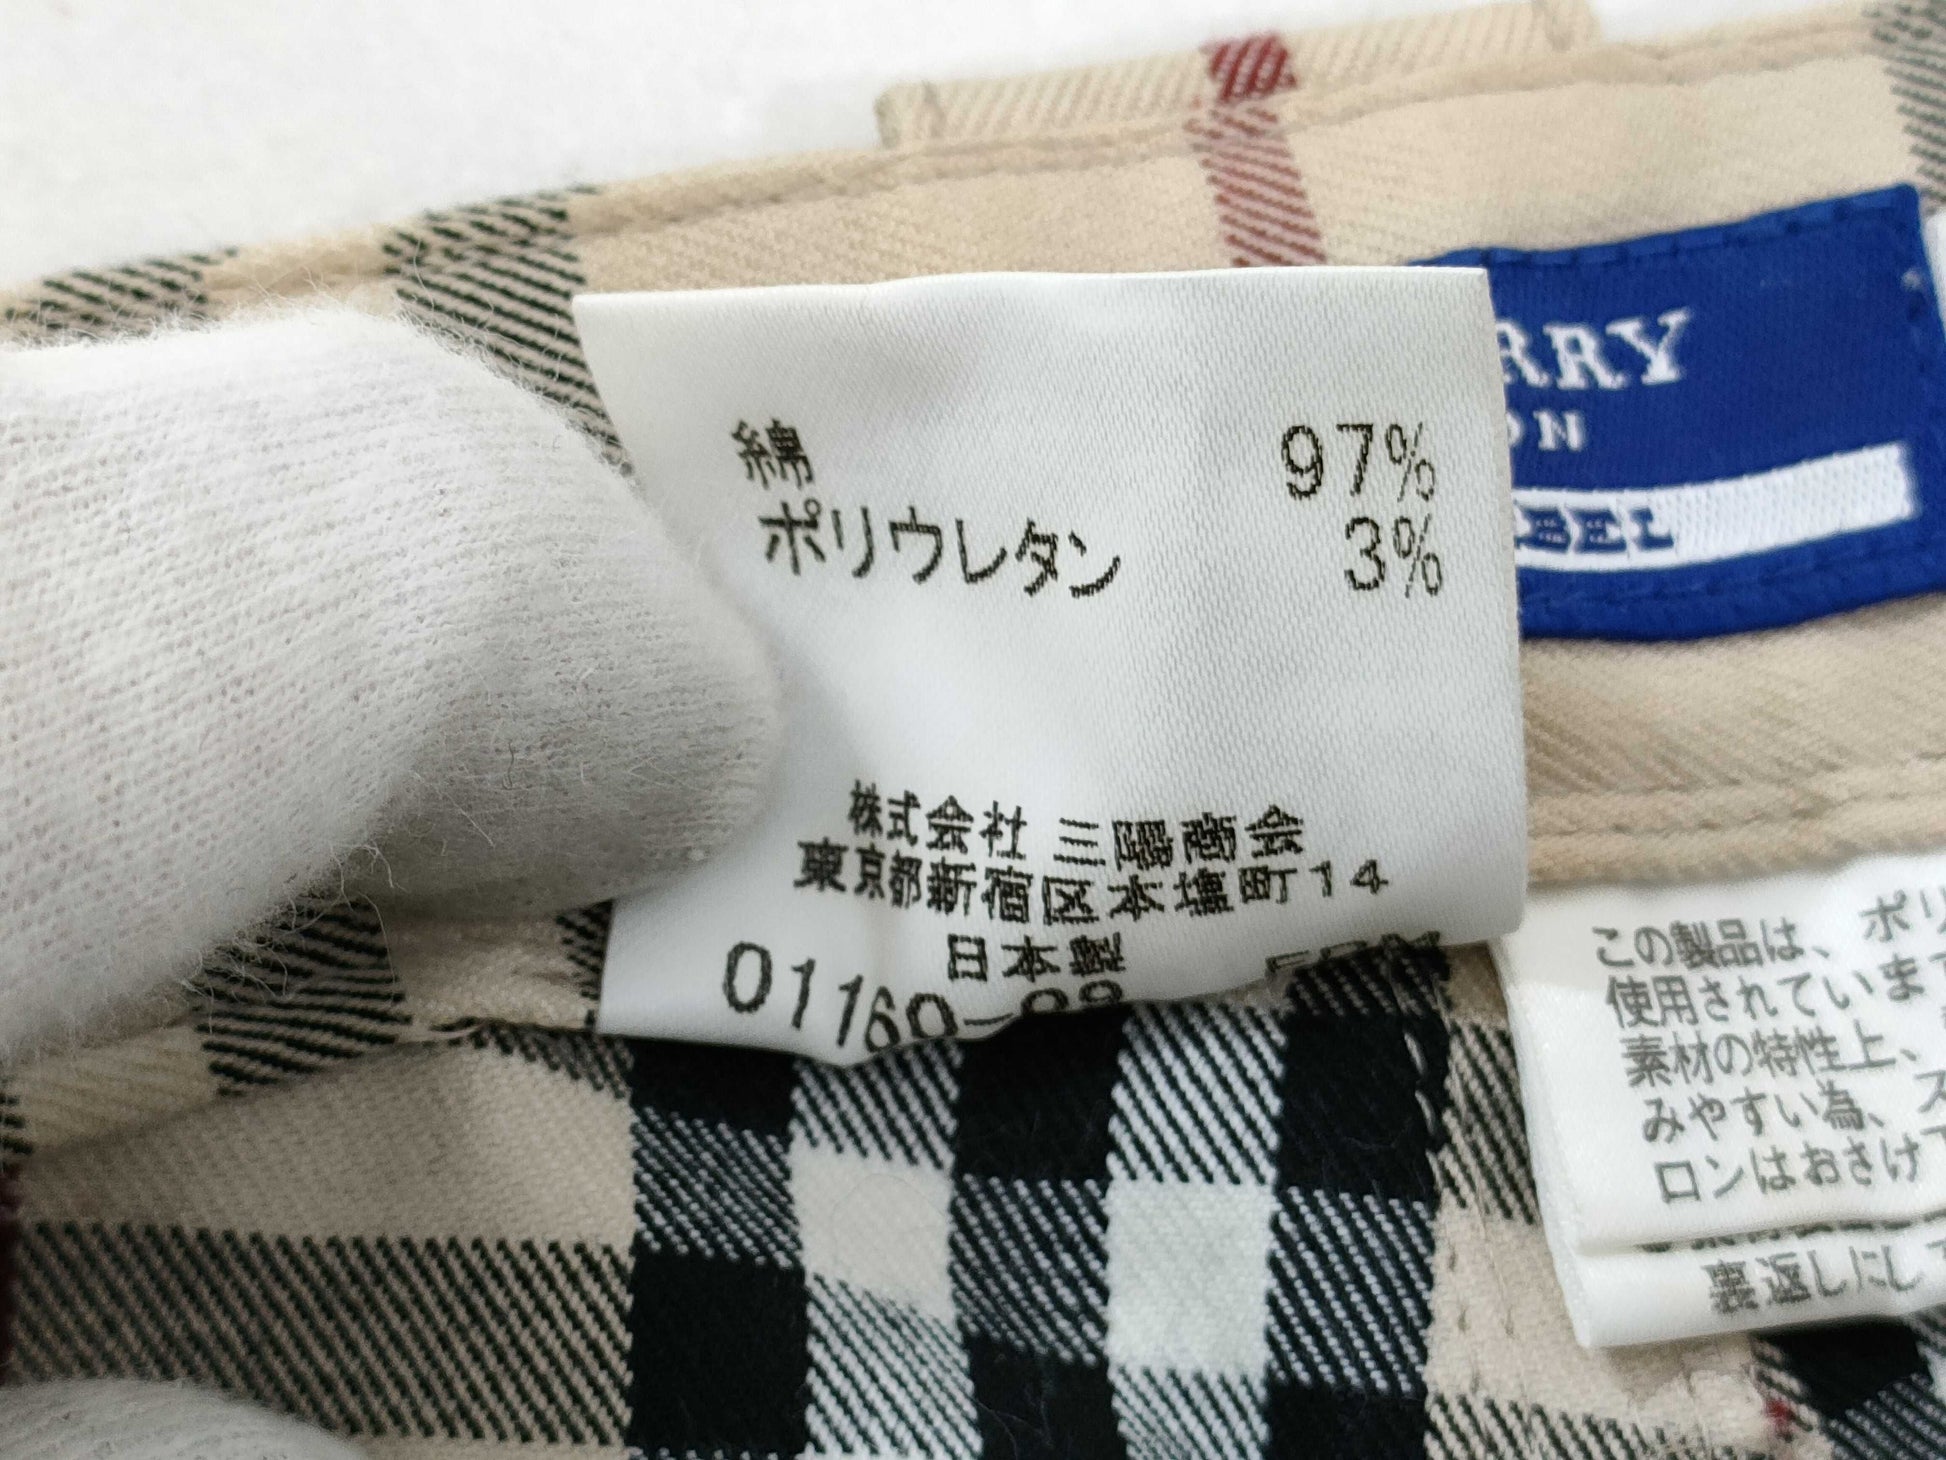 綿 97%
ポリウレタン 3%
株式会社 三陽商会
東京都新宿区本塩町14
日本製
01160-
RRY
ON
BEL
この製品は、ポリ
使用されていま
素材の特性上、
みやすい為、ス
ロンはおさけ
裏返しにし